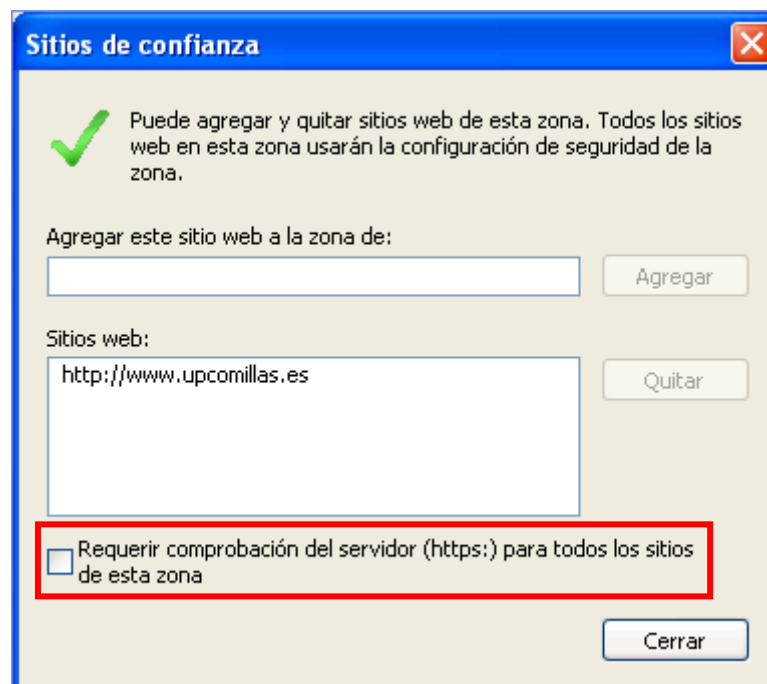 Sitios de confianza
Puede agregar y quitar sitios web de esta zona. Todos los sitios
web en esta zona usarán la configuración de seguridad de la
zona.
Agregar este sitio web a la zona de:
Agregar
Sitios web:
http://www.upcomillas.es
Quitar
Requerir comprobación del servidor (https:) para todos los sitios
de esta zona
Cerrar